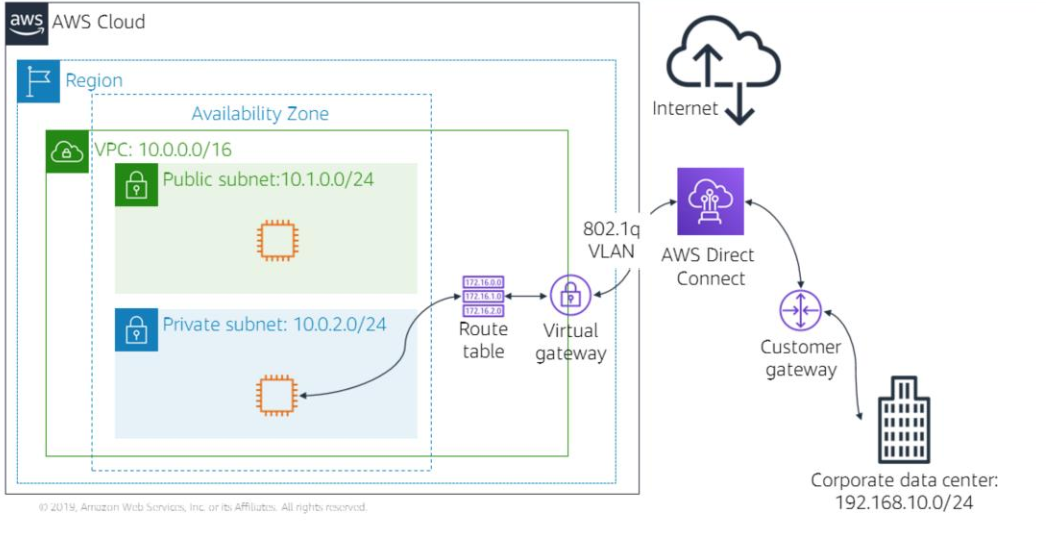 aws AWS Cloud
Region
Availability Zone
VPC: 10.0.0.0/16
Public subnet:10.1.0.0/24
Private subnet: 10.0.2.0/24
172.16.0.0
172.16.1.0
172.16.2.0
Route
table
Virtual
gateway
802.1q
VLAN
Internet
AWS Direct
Connect
Customer
gateway
Corporate data center:
192.168.10.0/24
© 2019, Amazon Web Services, Inc. or its Affiliates. All rights reserved.